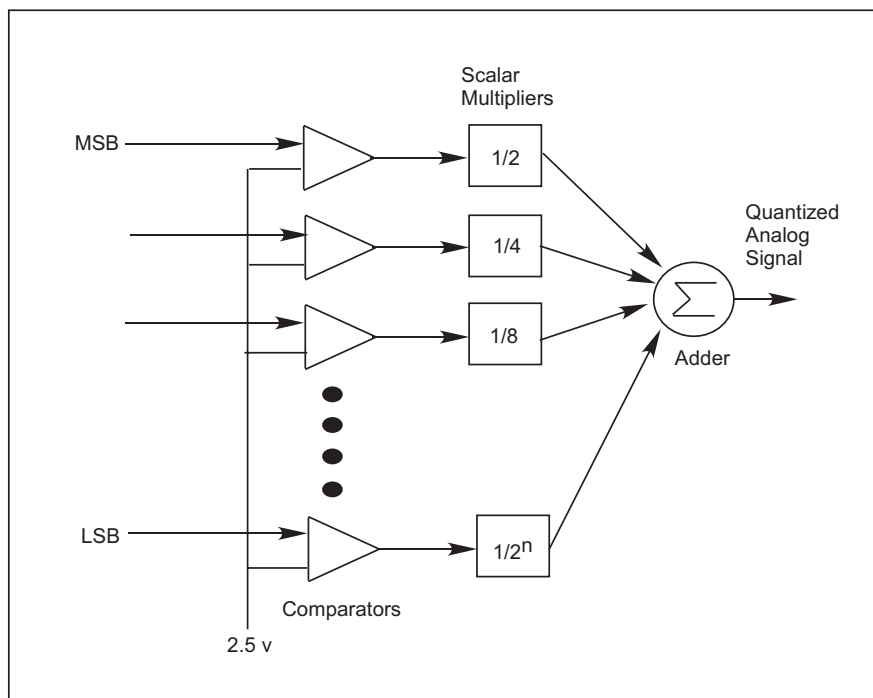 Scalar
Multipliers
MSB
1/2
Quantized
Analog
Signal
1/4
1/8
Σ
Adder
LSB
1/2ⁿ
Comparators
2.5 v